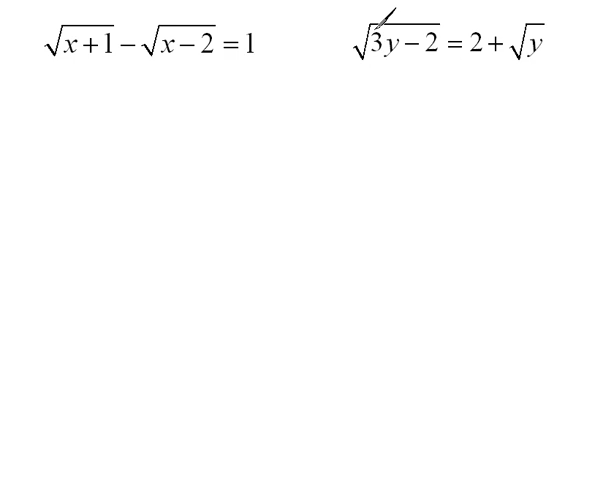 √(x+1) − √(x−2) = 1
√(3y−2) = 2 + √y